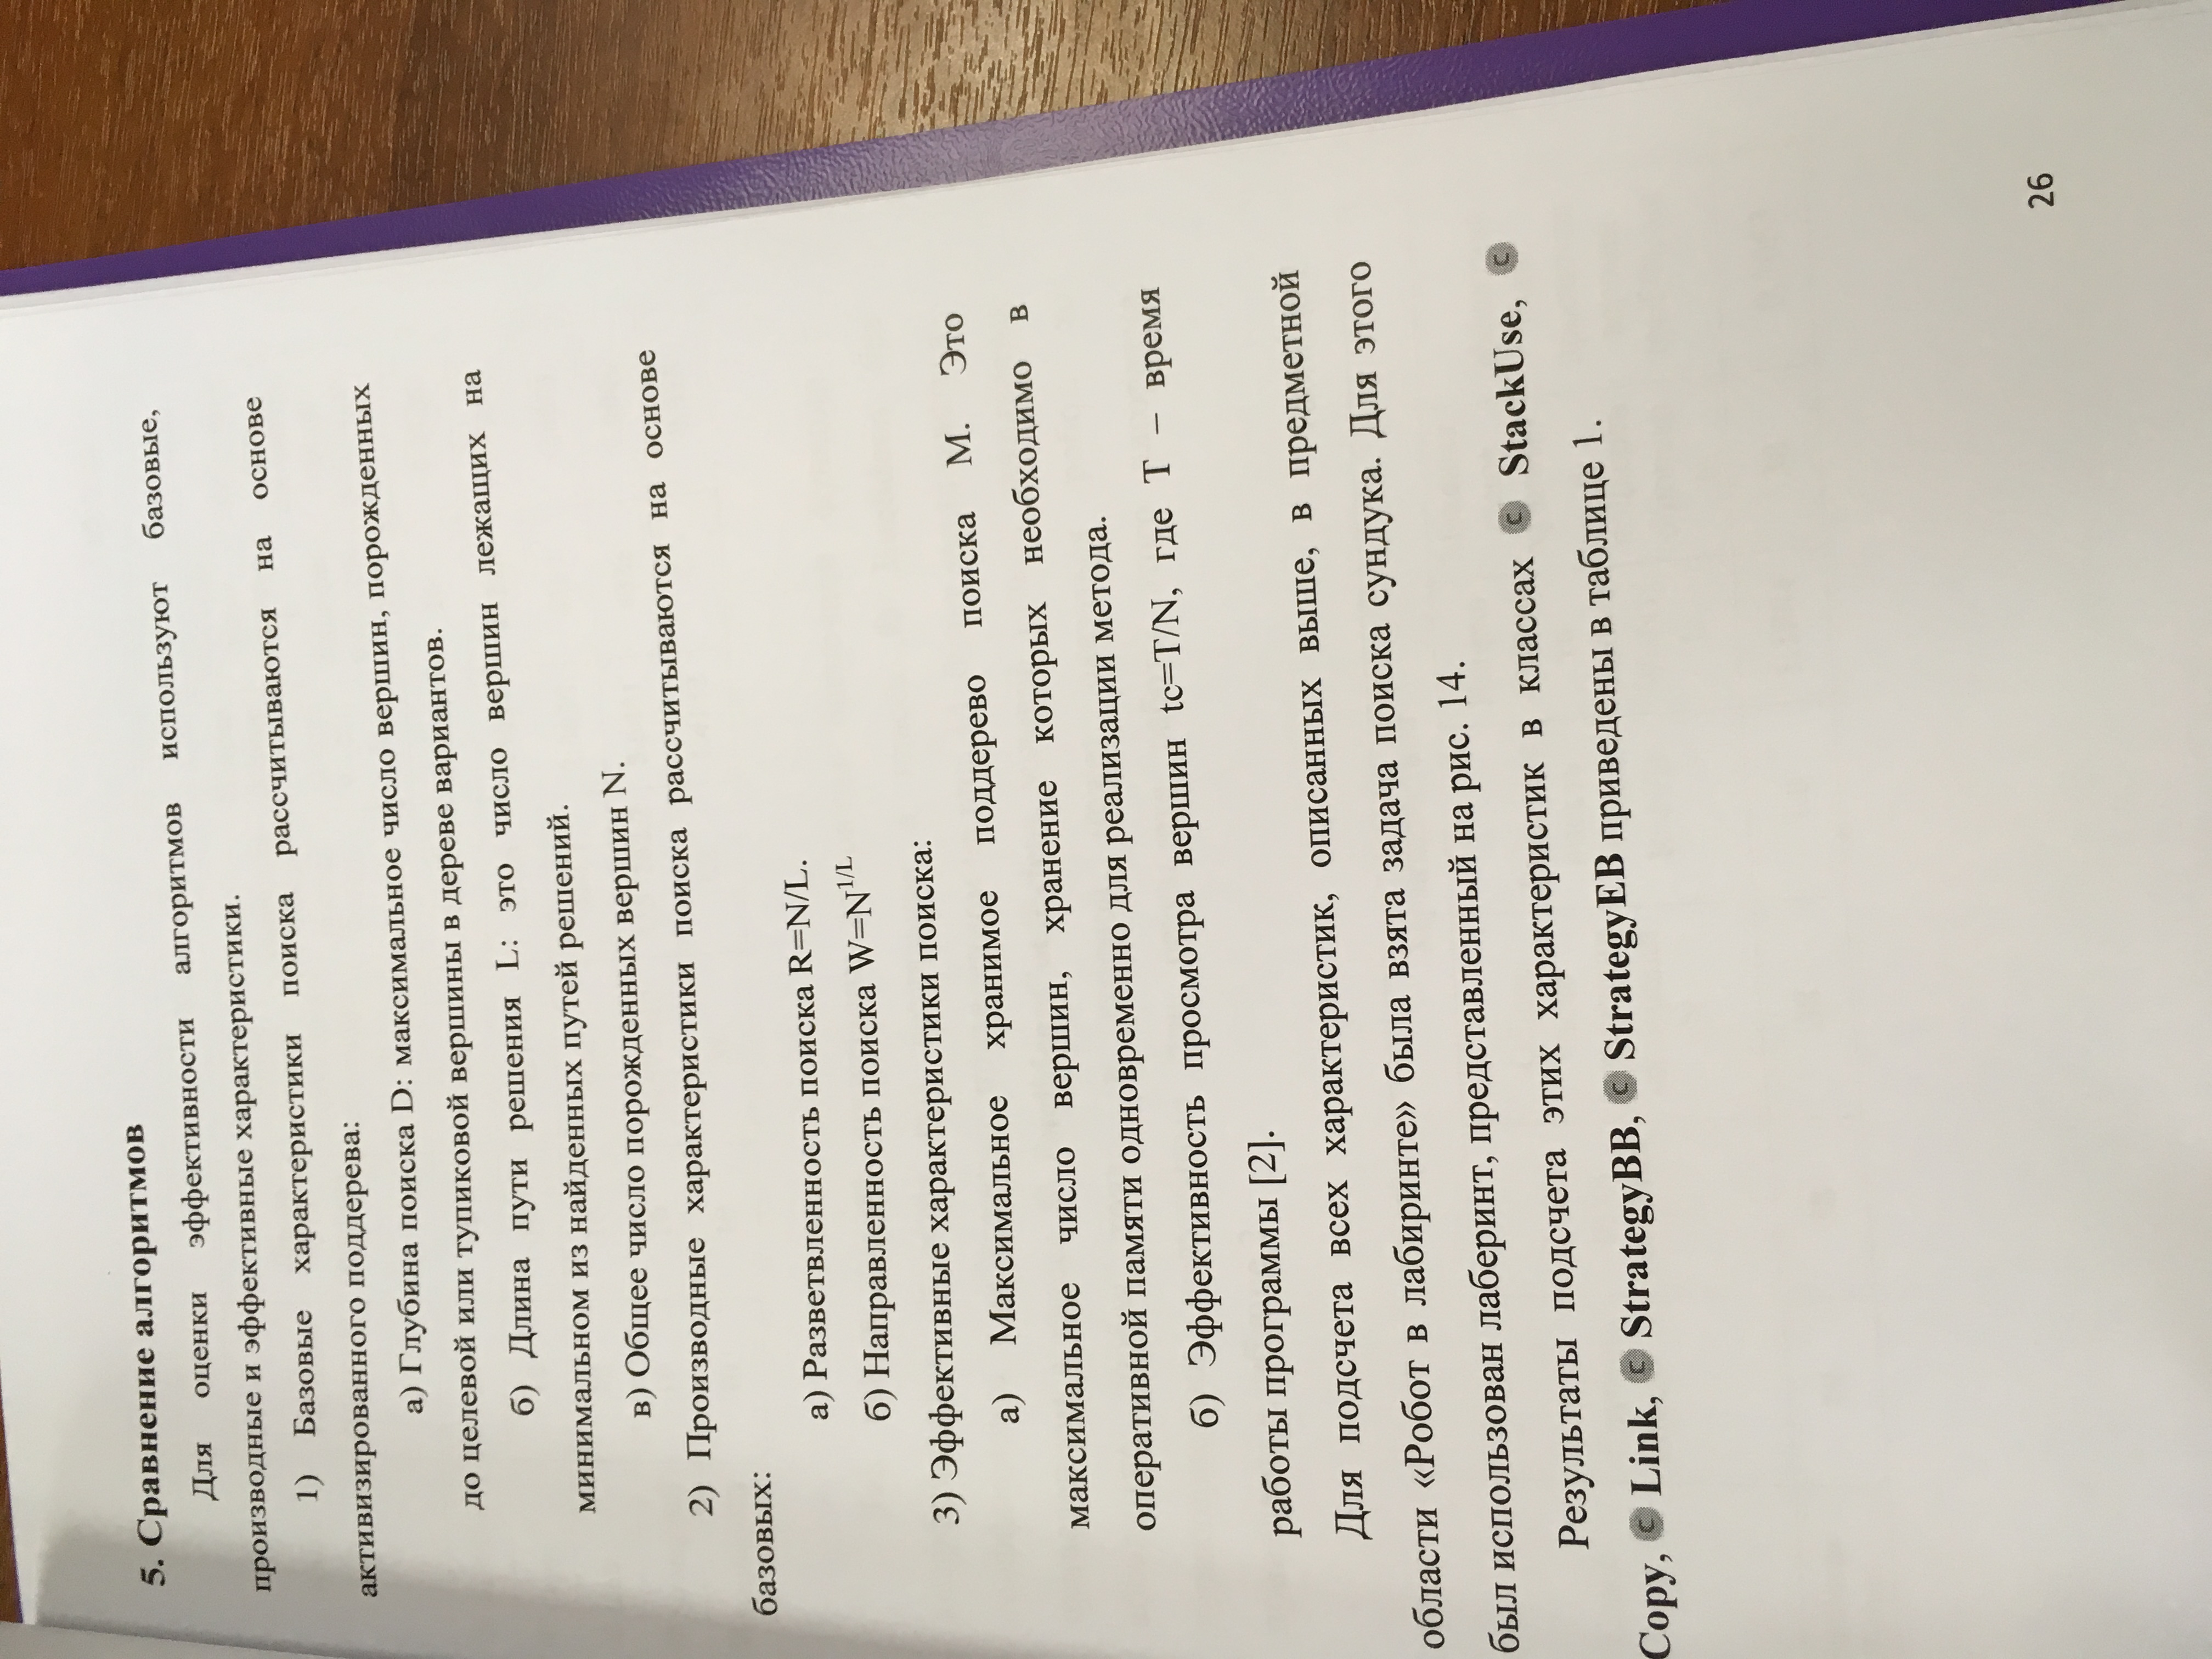 5. Сравнение алгоритмов
Для оценки эффективности алгоритмов используют базовые,
производные и эффективные характеристики.
1) Базовые характеристики поиска рассчитываются на основе
активизированного поддерева:
а) Глубина поиска D: максимальное число вершин, порожденных
до целевой или тупиковой вершины в дереве вариантов.
б) Длина пути решения L: это число вершин лежащих на
минимальном из найденных путей решений.
в) Общее число порожденных вершин N.
2) Производные характеристики поиска рассчитываются на основе
базовых:
а) Разветвленность поиска R=N/L.
б) Направленность поиска W=N^1/L
3) Эффективные характеристики поиска:
а) Максимальное хранимое поддерево поиска М. Это
максимальное число вершин, хранение которых необходимо в
оперативной памяти одновременно для реализации метода.
б) Эффективность просмотра вершин tc=T/N, где Т – время
работы программы [2].
Для подсчета всех характеристик, описанных выше, в предметной
области «Робот в лабиринте» была взята задача поиска сундука. Для этого
был использован лаберинт, представленный на рис. 14.
Результаты подсчета этих характеристик в классах C StackUse, C
Copy, C Link, C StrategyBB, C StrategyEB приведены в таблице 1.
26